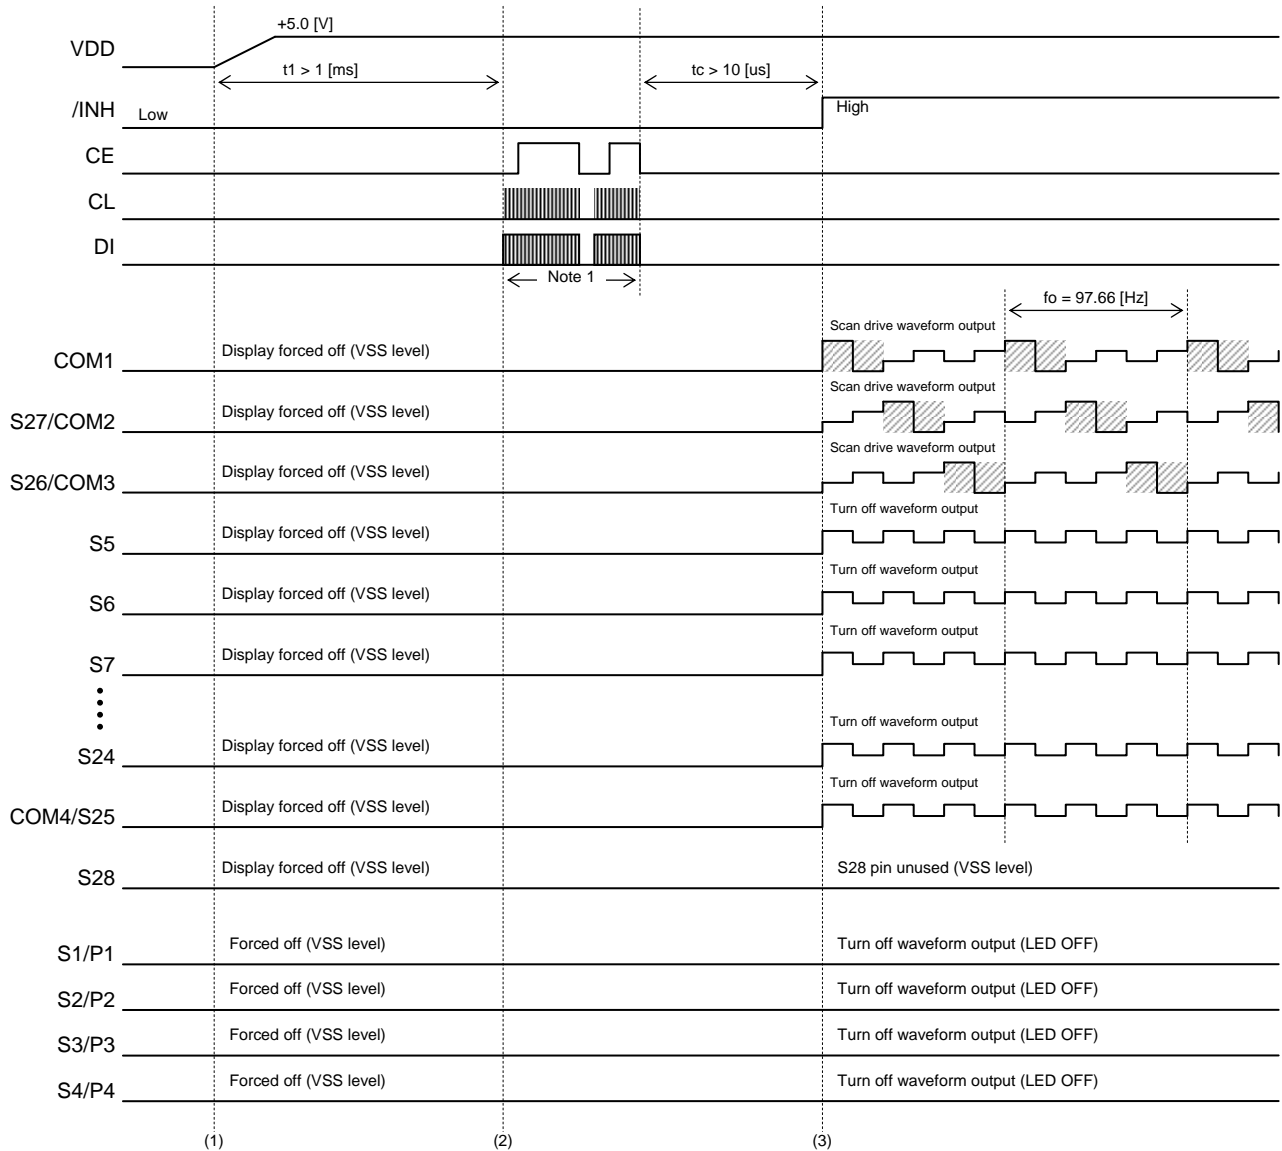 +5.0 [V]
VDD
t1 > 1 [ms]
tc > 10 [us]
/INH
Low
High
CE
CL
DI
Note 1
fo = 97.66 [Hz]
Scan drive waveform output
COM1
Display forced off (VSS level)
Scan drive waveform output
S27/COM2
Display forced off (VSS level)
Scan drive waveform output
S26/COM3
Display forced off (VSS level)
Turn off waveform output
S5
Display forced off (VSS level)
Turn off waveform output
S6
Display forced off (VSS level)
Turn off waveform output
S7
Display forced off (VSS level)
Turn off waveform output
S24
Display forced off (VSS level)
Turn off waveform output
COM4/S25
Display forced off (VSS level)
S28
Display forced off (VSS level)
S28 pin unused (VSS level)
S1/P1
Forced off (VSS level)
Turn off waveform output (LED OFF)
S2/P2
Forced off (VSS level)
Turn off waveform output (LED OFF)
S3/P3
Forced off (VSS level)
Turn off waveform output (LED OFF)
S4/P4
Forced off (VSS level)
Turn off waveform output (LED OFF)
(1)
(2)
(3)